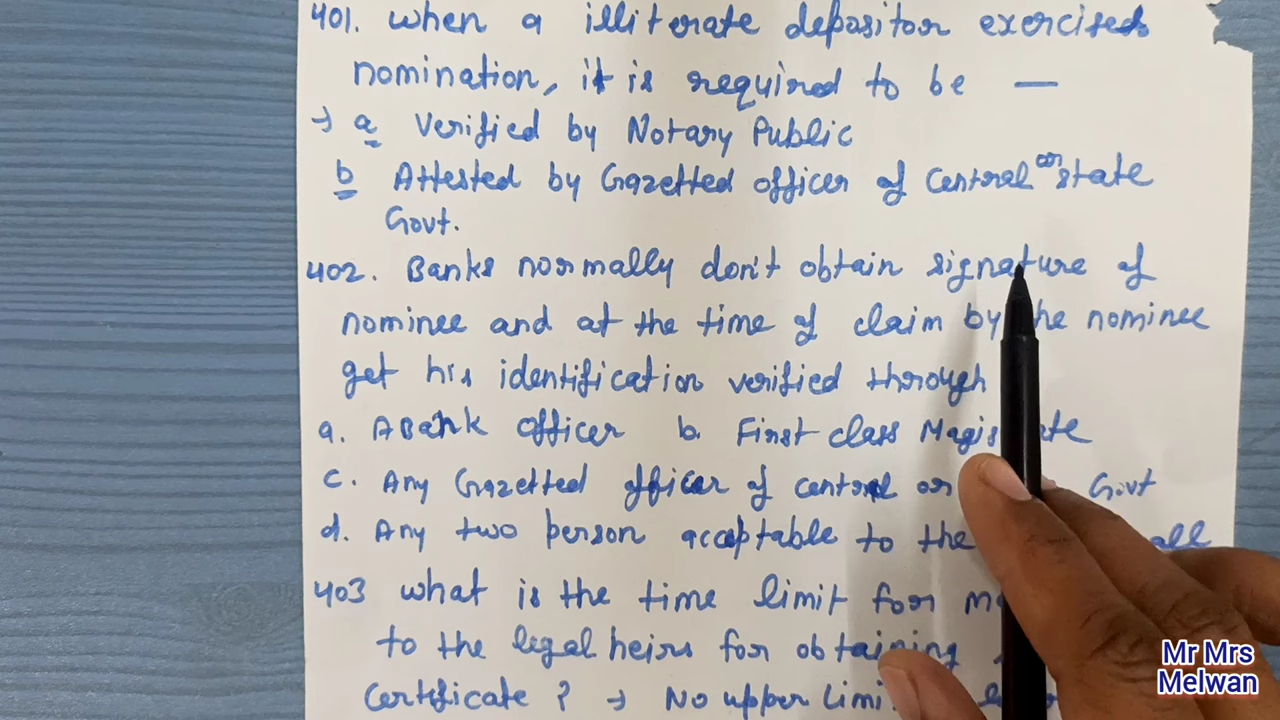 401. When a illiterate depositor exercised
nomination, it is required to be —
→ a Verified by Notary Public
b Attested by Gazetted officer of Central or state
Govt.
402. Banks normally don't obtain signature of
nominee and at the time of claim by the nominee
get his identification verified through
a. A Bank officer b. First class
c. Any Gazetted officer of central or Govt
d. Any two person acceptable to the all
403 What is the time limit for
to the legal heirs for obtaining
certificate? → No upper
Mr Mrs
Melwan